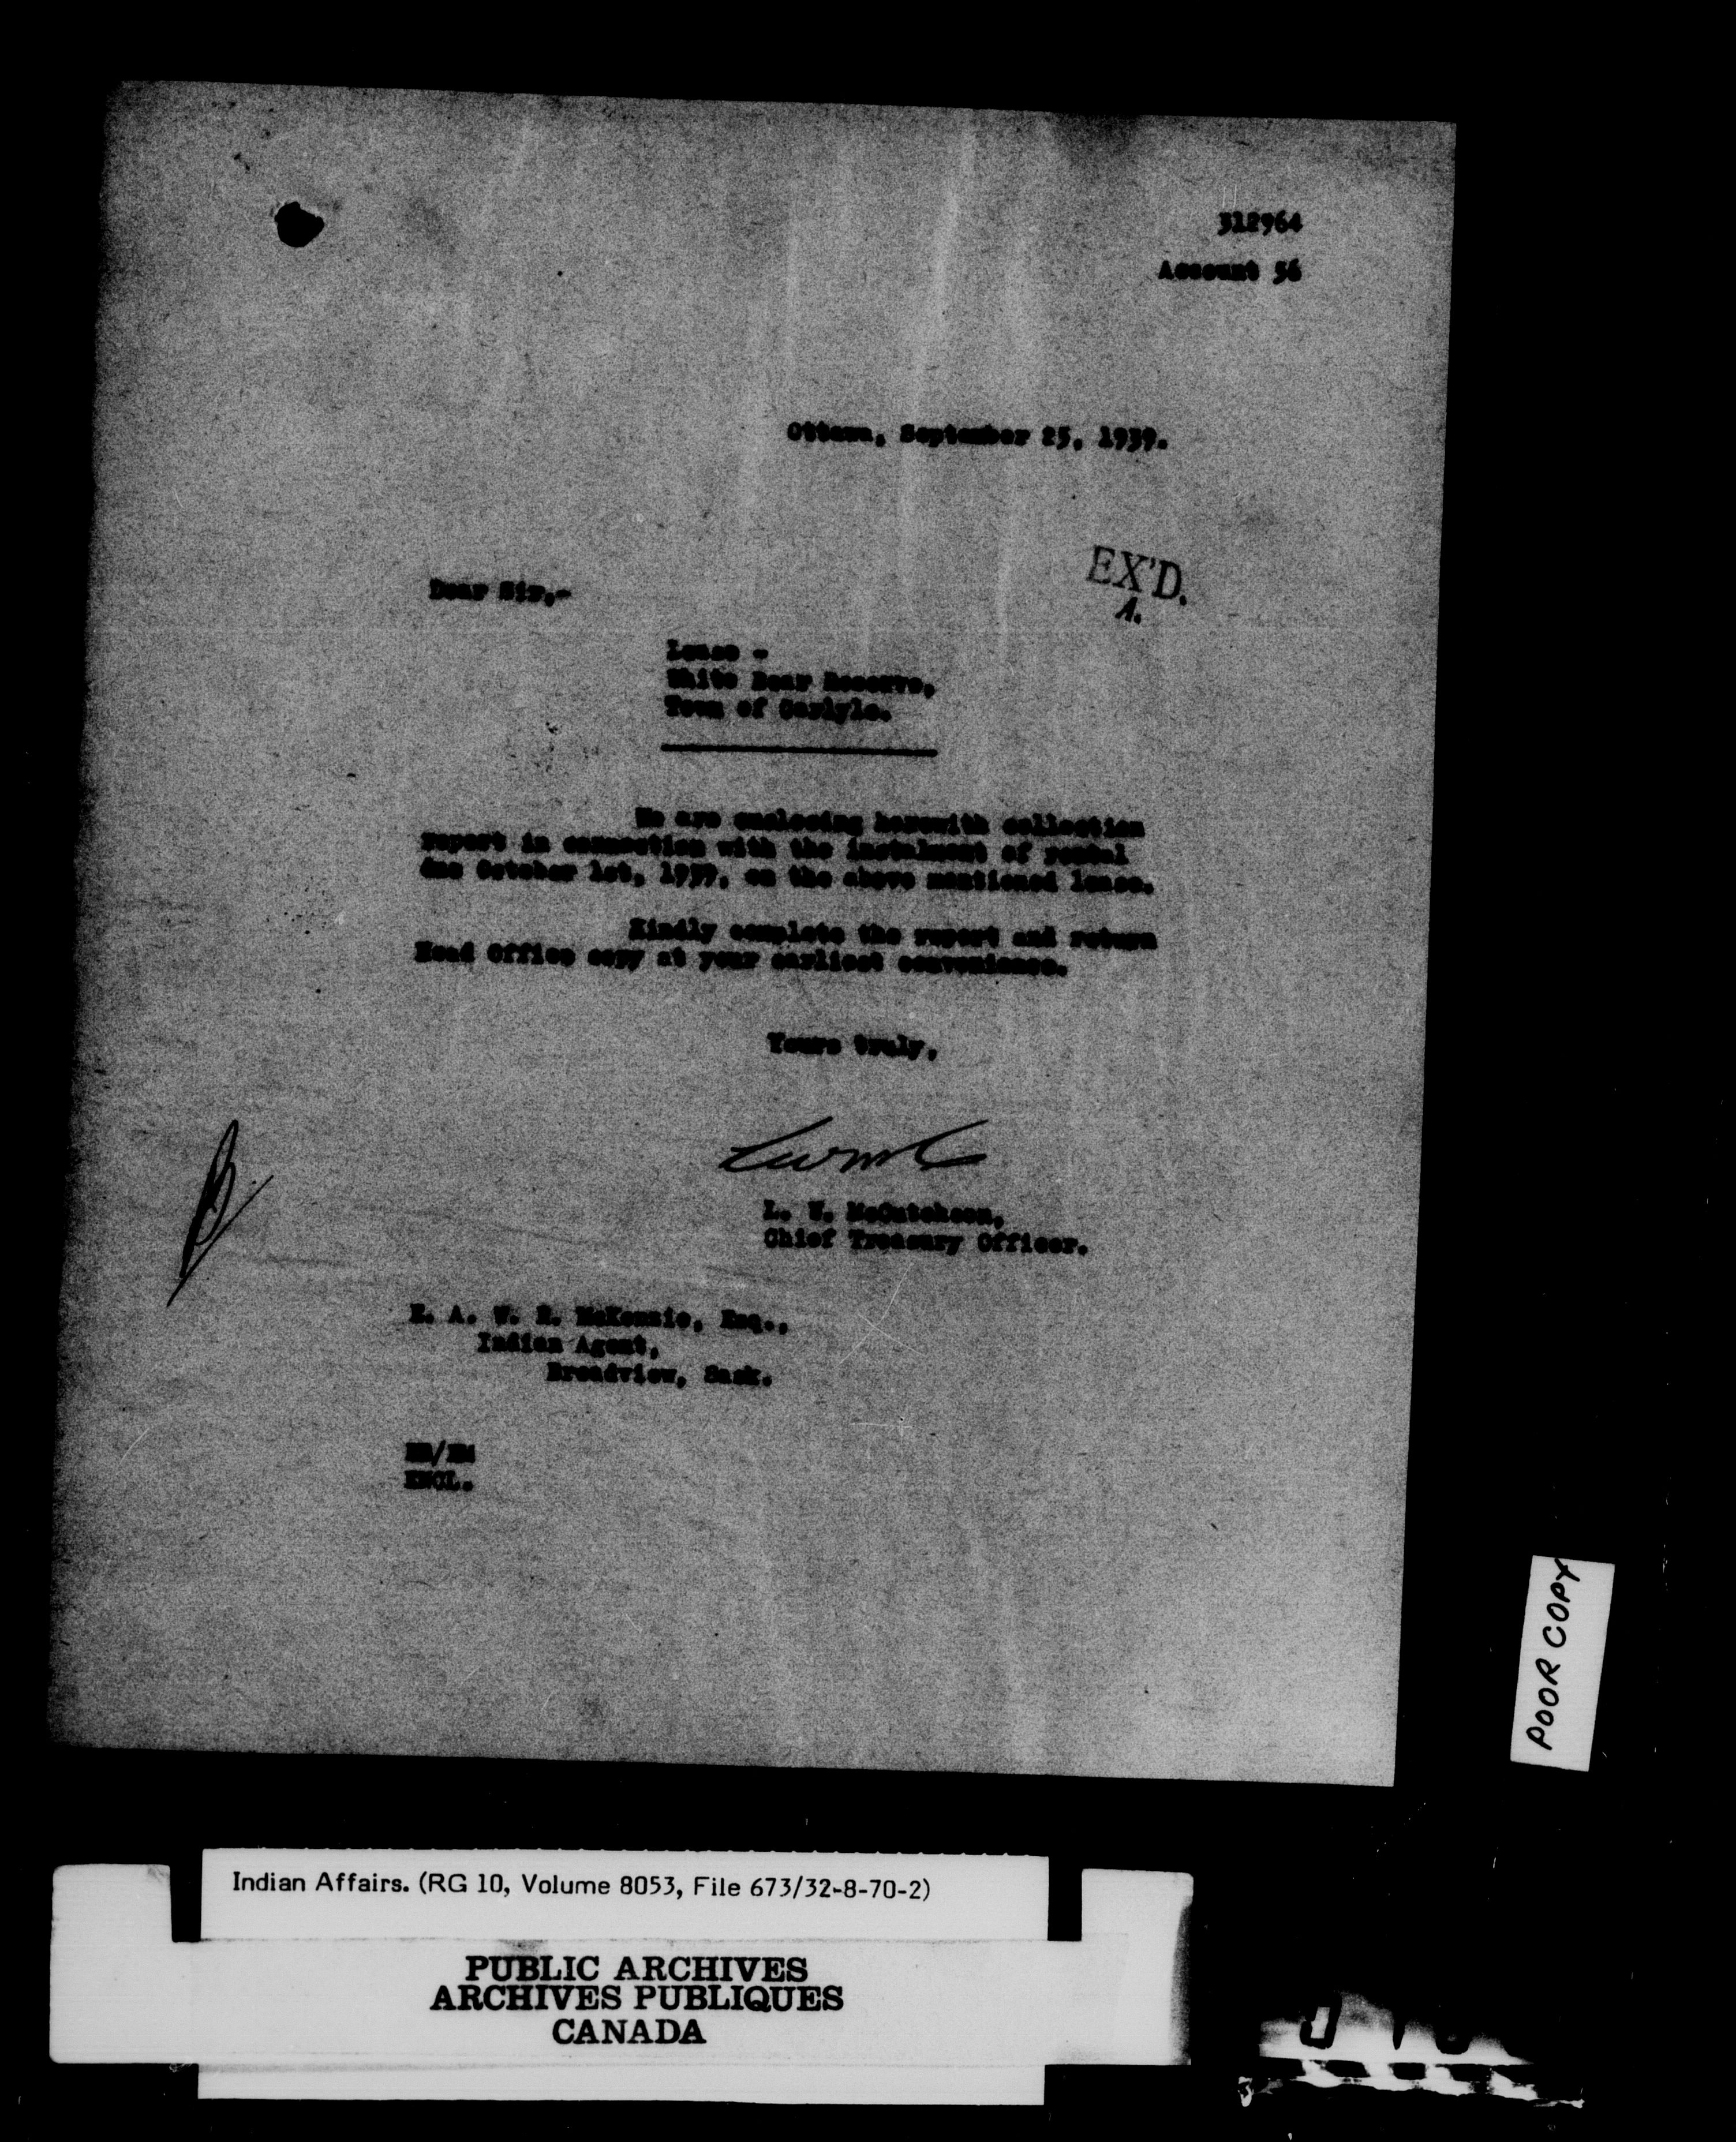 312964
Account 56
Ottawa, September 25, 1939.
EX'D.
A.
Dear Sir,-
Lease -
White Bear Reserve,
Town of Carlyle.
We are enclosing herewith collection
report in connection with the instalment of rental
due October 1st, 1939, on the above mentioned lease.
Kindly complete the report and return
Head Office copy at your earliest convenience.
Yours truly,
L. W. McCutcheon,
Chief Treasury Officer.
E. A. W. R. McKenzie, Esq.,
Indian Agent,
Broadview, Sask.
ENCL.
POOR COPY
Indian Affairs. (RG 10, Volume 8053, File 673/32-8-70-2)
PUBLIC ARCHIVES
ARCHIVES PUBLIQUES
CANADA